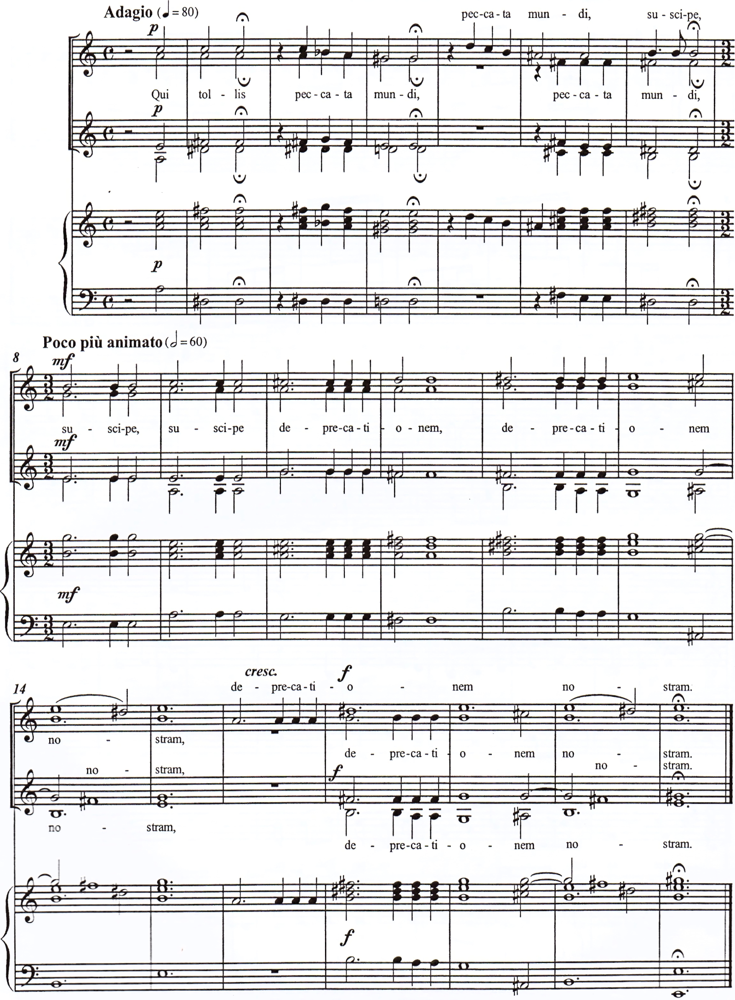 Adagio (♩= 80)
pec-ca-ta mun - di, su - sci-pe,
p
Qui tol - lis pec-ca-ta mun-di, pec-ca-ta mun - di,
p
p
Poco più animato (𝅗𝅥 = 60)
8
mf
su - sci-pe, su - sci-pe de - pre-ca-ti - o - nem, de - pre-ca-ti - o - nem
mf
mf
cresc. f
14
de - pre-ca-ti - o - nem no - stram.
no - stram,
de - pre-ca-ti - o - nem no - stram.
no - stram, no - stram.
f
no - stram,
de - pre-ca-ti - o - nem no - stram.
f